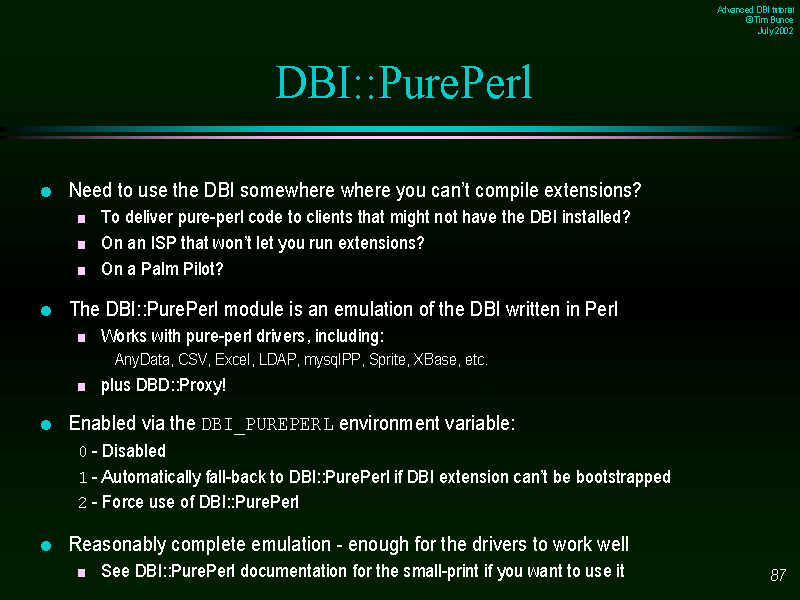 Advanced DBI tutorial
©Tim Bunce
July 2002
DBI::PurePerl
Need to use the DBI somewhere where you can't compile extensions?
To deliver pure-perl code to clients that might not have the DBI installed?
On an ISP that won't let you run extensions?
On a Palm Pilot?
The DBI::PurePerl module is an emulation of the DBI written in Perl
Works with pure-perl drivers, including:
AnyData, CSV, Excel, LDAP, mysqlPP, Sprite, XBase, etc.
plus DBD::Proxy!
Enabled via the DBI_PUREPERL environment variable:
0 - Disabled
1 - Automatically fall-back to DBI::PurePerl if DBI extension can't be bootstrapped
2 - Force use of DBI::PurePerl
Reasonably complete emulation - enough for the drivers to work well
See DBI::PurePerl documentation for the small-print if you want to use it
87